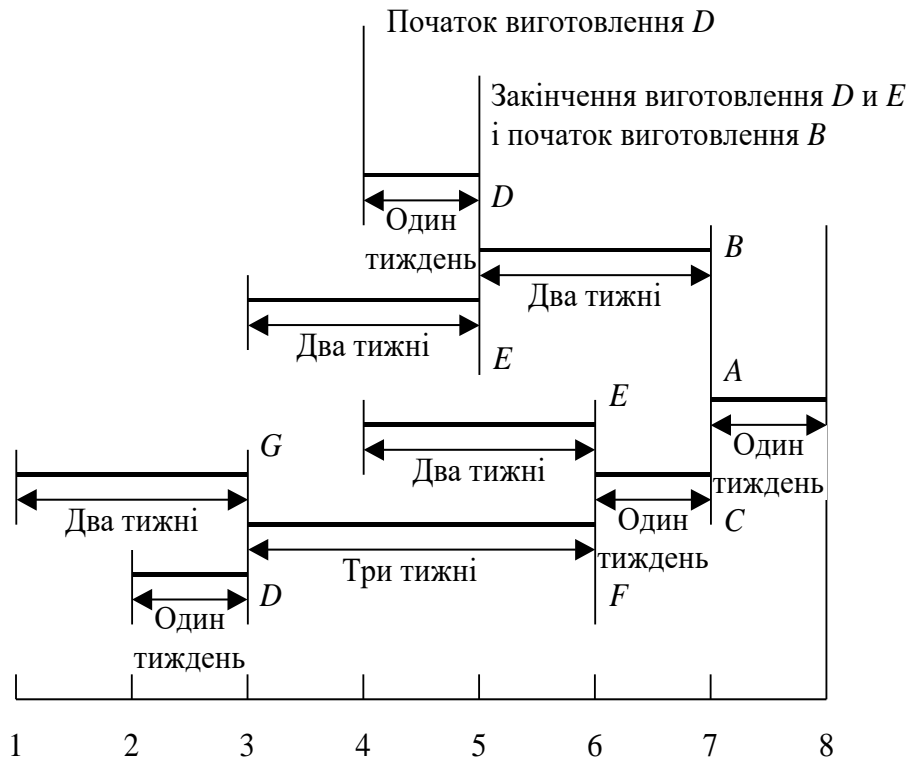 Початок виготовлення D
Закінчення виготовлення D и E
і початок виготовлення B
D
Один
тиждень
B
Два тижні
Два тижні
E
A
E
Один
тиждень
G
Два тижні
Два тижні
Один
тиждень
C
Три тижні
F
D
Один
тиждень
1 2 3 4 5 6 7 8